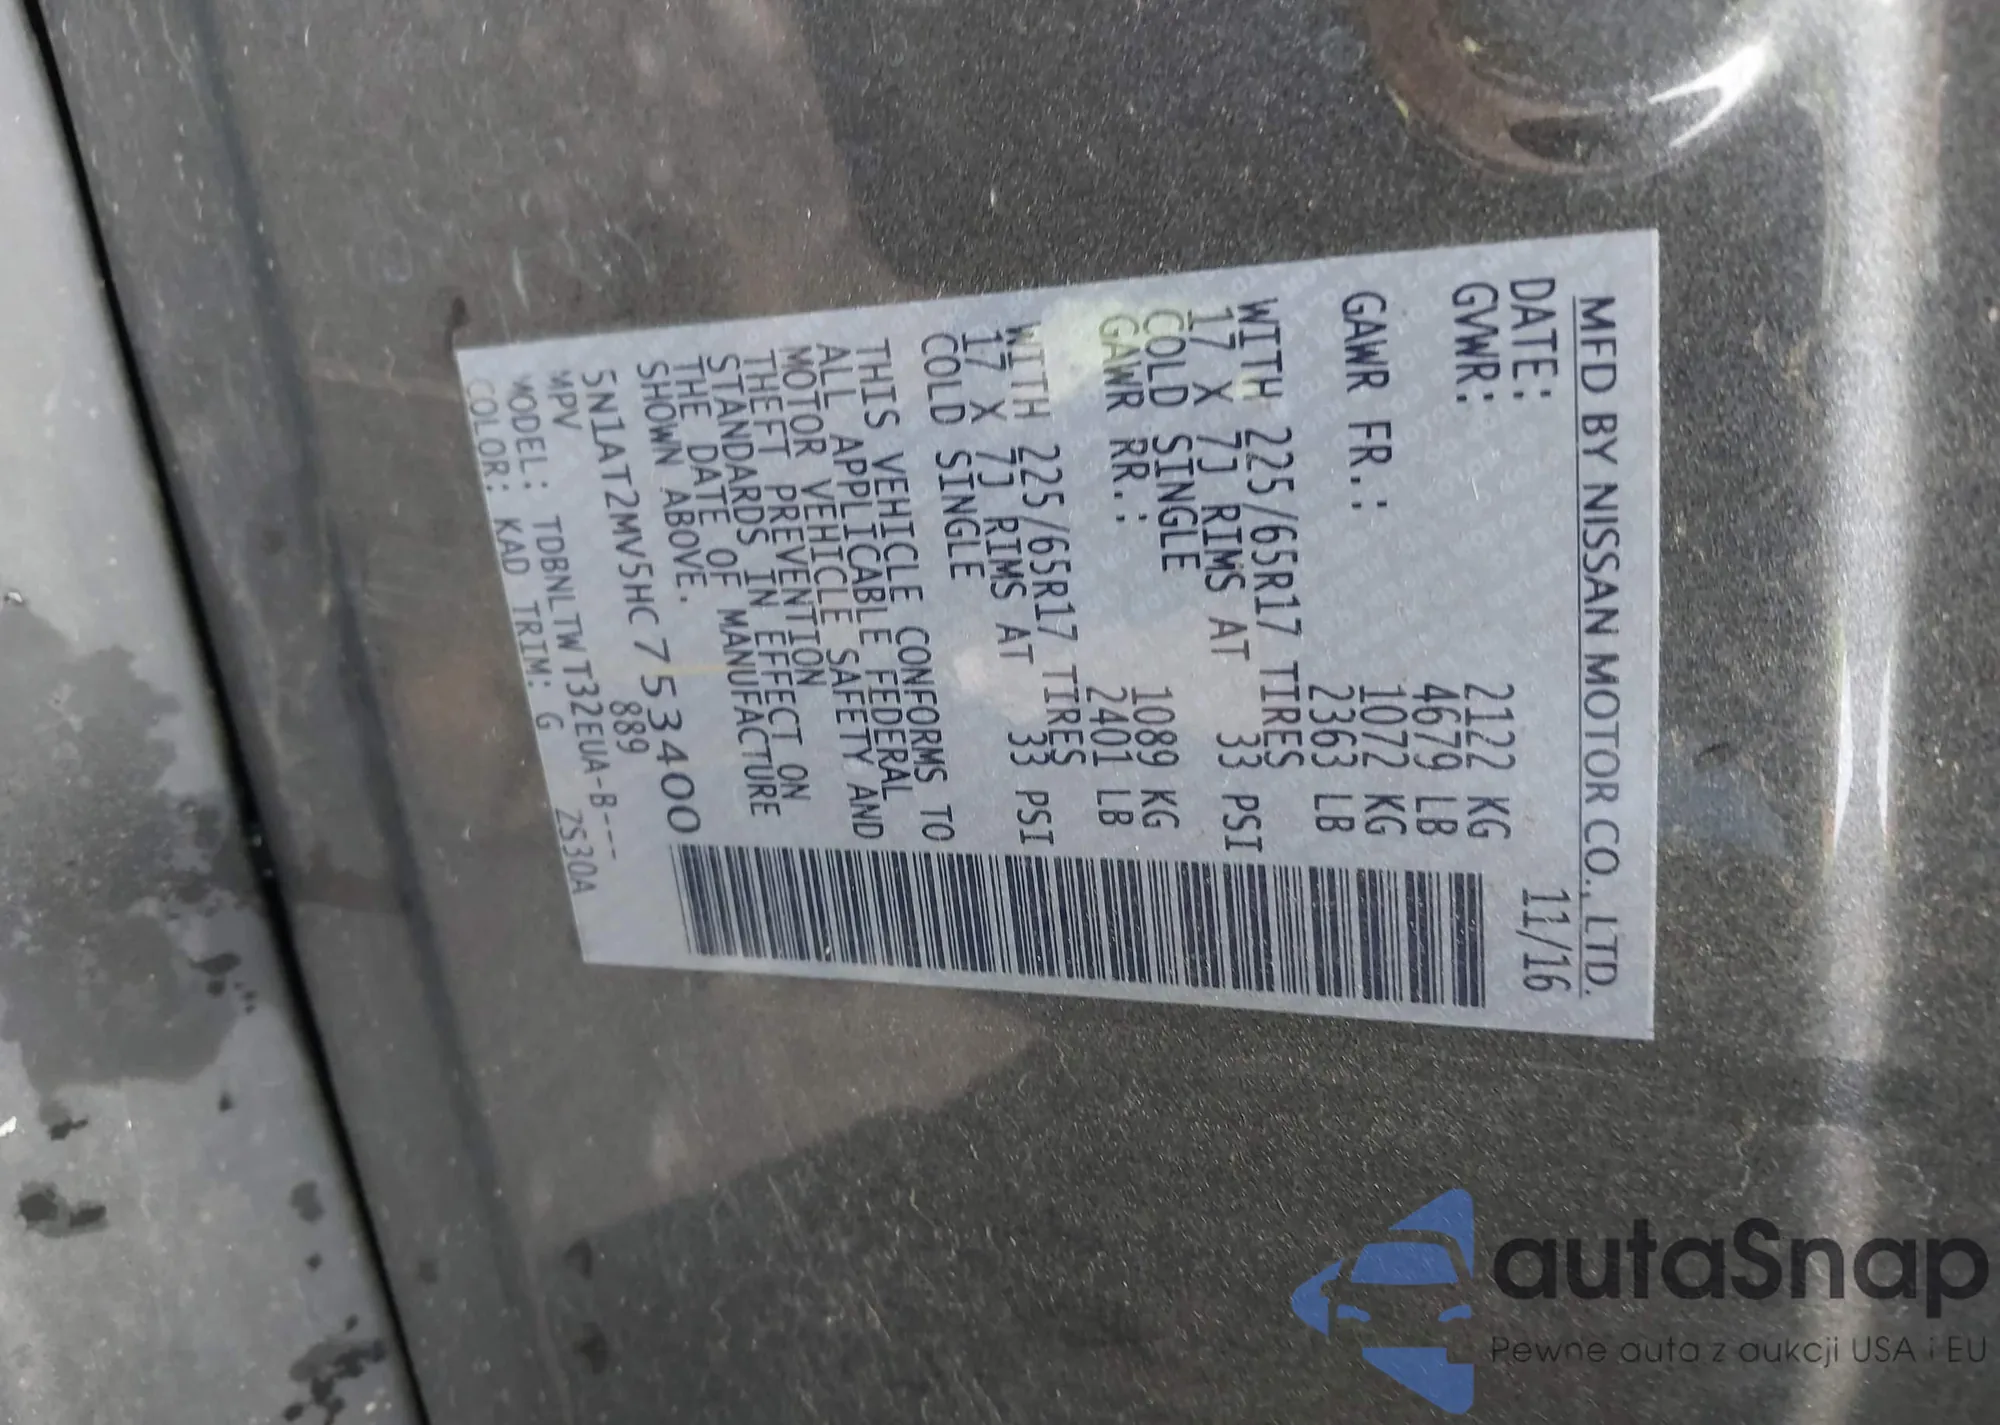 MFD BY NISSAN MOTOR CO., LTD.
DATE: 11/16
GVWR: 2122 KG
4679 LB
GAWR FR.: 1072 KG
2363 LB
WITH 225/65R17 TIRES
17 X 7J RIMS AT 33 PSI
COLD SINGLE
GAWR RR.: 1089 KG
2401 LB
WITH 225/65R17 TIRES
17 X 7J RIMS AT 33 PSI
COLD SINGLE
THIS VEHICLE CONFORMS TO
ALL APPLICABLE FEDERAL
MOTOR VEHICLE SAFETY AND
THEFT PREVENTION
STANDARDS IN EFFECT ON
THE DATE OF MANUFACTURE
SHOWN ABOVE.
5N1AT2MV5HC753400
MPV 889
MODEL: TDBNLTWT32EUA-B---
COLOR: KAD TRIM: G 2S30A
autaSnap
Pewne auta z aukcji USA i EU